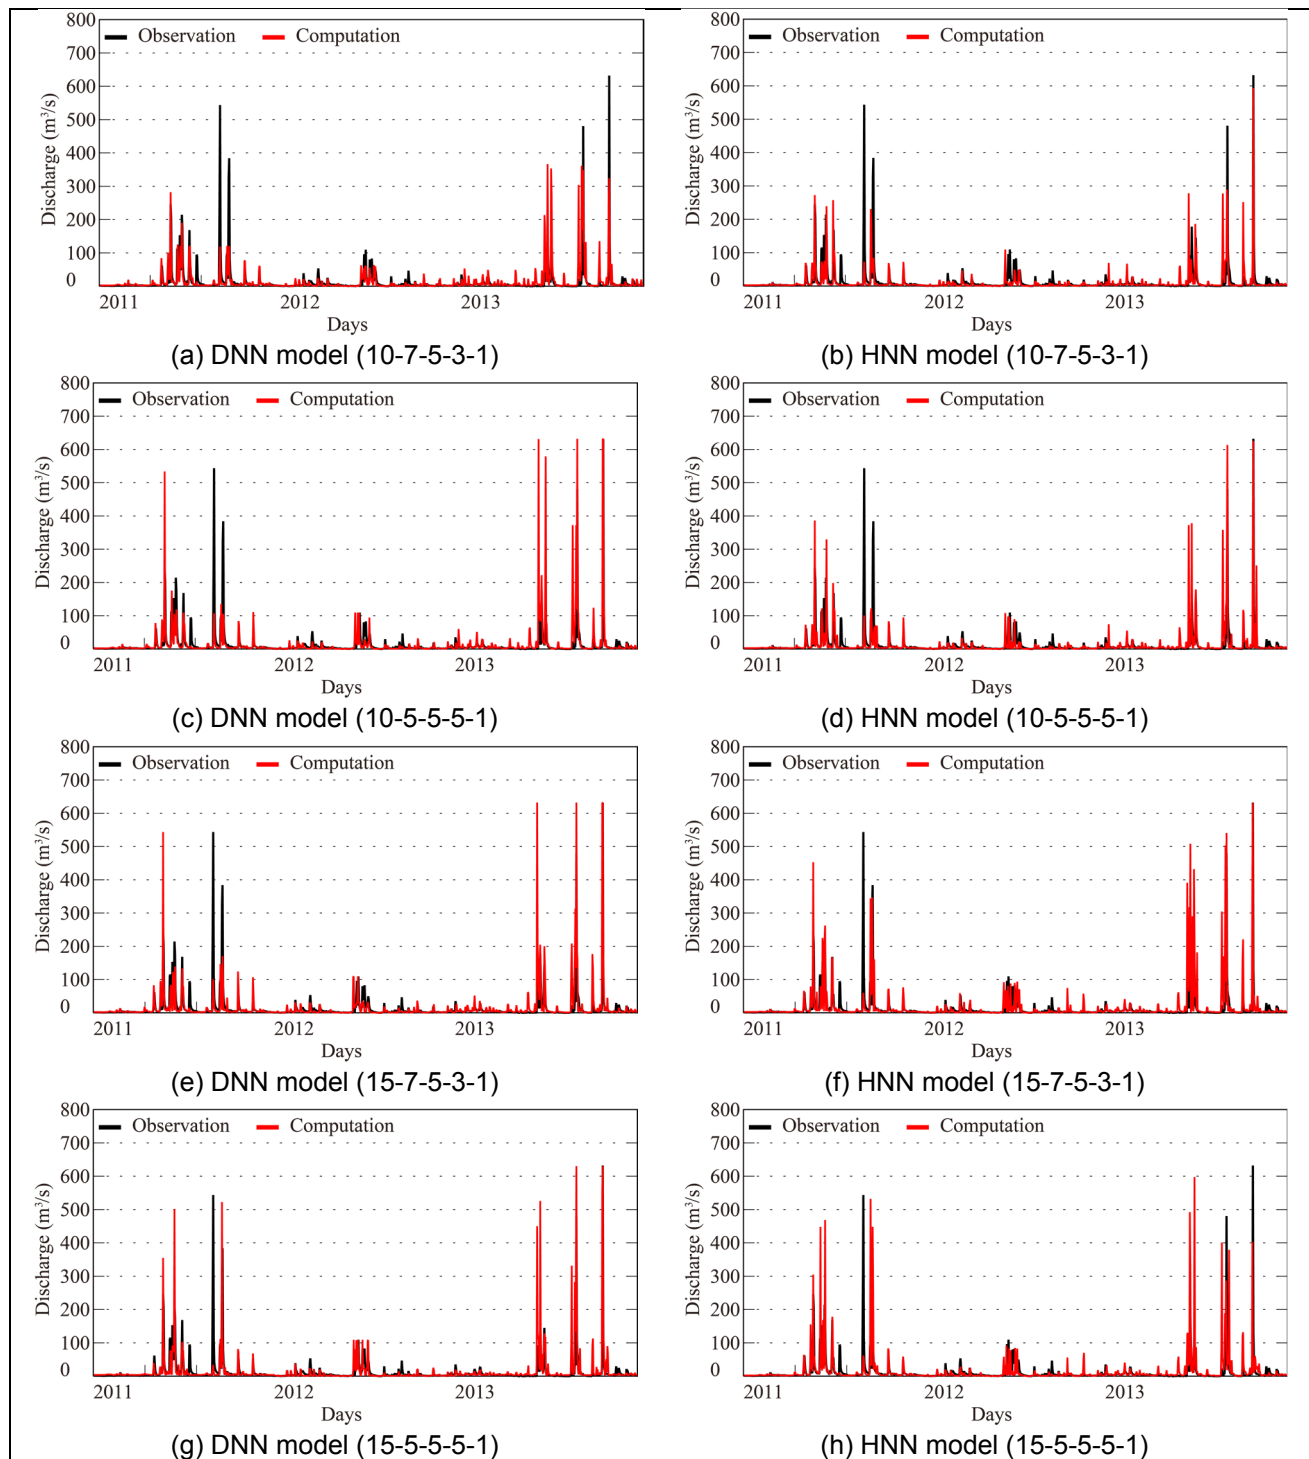 800
700
600
500
400
300
200
100
0
Discharge (m³/s)
Observation Computation
2011 2012 2013
Days
(a) DNN model (10-7-5-3-1)
800
700
600
500
400
300
200
100
0
Discharge (m³/s)
Observation Computation
2011 2012 2013
Days
(b) HNN model (10-7-5-3-1)
800
700
600
500
400
300
200
100
0
Discharge (m³/s)
Observation Computation
2011 2012 2013
Days
(c) DNN model (10-5-5-5-1)
800
700
600
500
400
300
200
100
0
Discharge (m³/s)
Observation Computation
2011 2012 2013
Days
(d) HNN model (10-5-5-5-1)
800
700
600
500
400
300
200
100
0
Discharge (m³/s)
Observation Computation
2011 2012 2013
Days
(e) DNN model (15-7-5-3-1)
800
700
600
500
400
300
200
100
0
Discharge (m³/s)
Observation Computation
2011 2012 2013
Days
(f) HNN model (15-7-5-3-1)
800
700
600
500
400
300
200
100
0
Discharge (m³/s)
Observation Computation
2011 2012 2013
Days
(g) DNN model (15-5-5-5-1)
800
700
600
500
400
300
200
100
0
Discharge (m³/s)
Observation Computation
2011 2012 2013
Days
(h) HNN model (15-5-5-5-1)